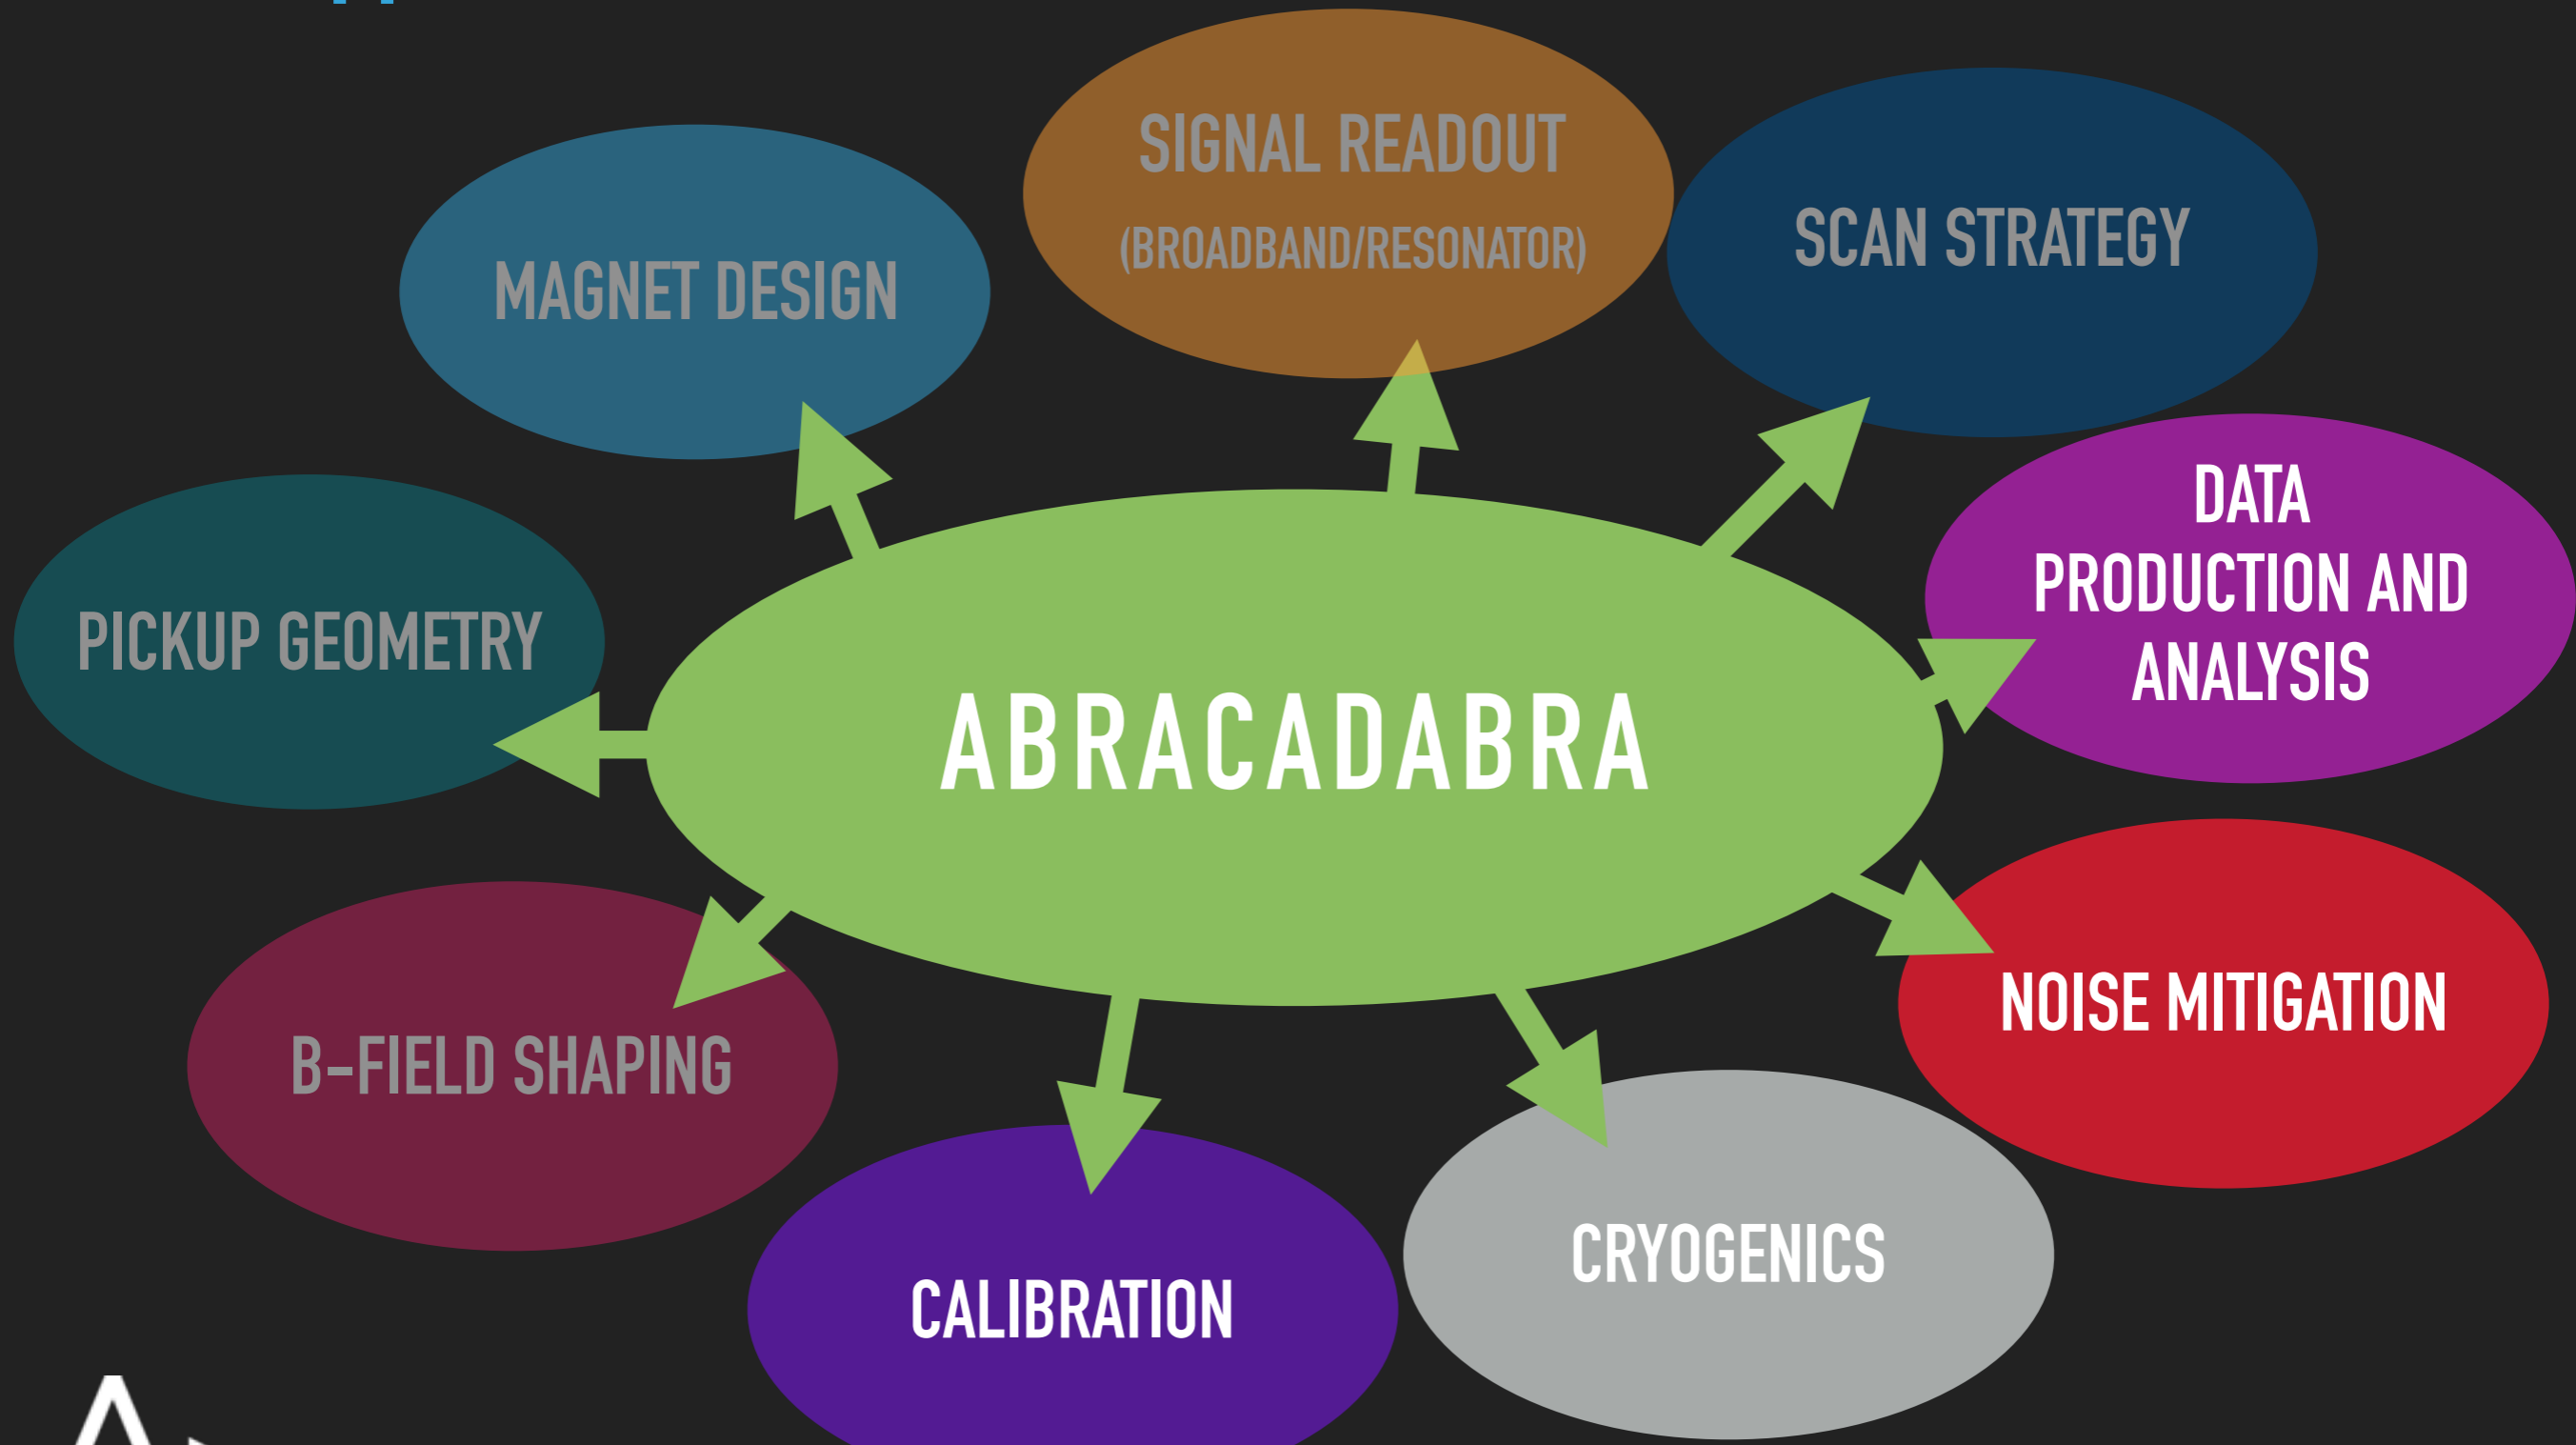 SIGNAL READOUT
(BROADBAND/RESONATOR)
SCAN STRATEGY
MAGNET DESIGN
DATA
PRODUCTION AND
ANALYSIS
PICKUP GEOMETRY
ABRACADABRA
NOISE MITIGATION
B-FIELD SHAPING
CRYOGENICS
CALIBRATION